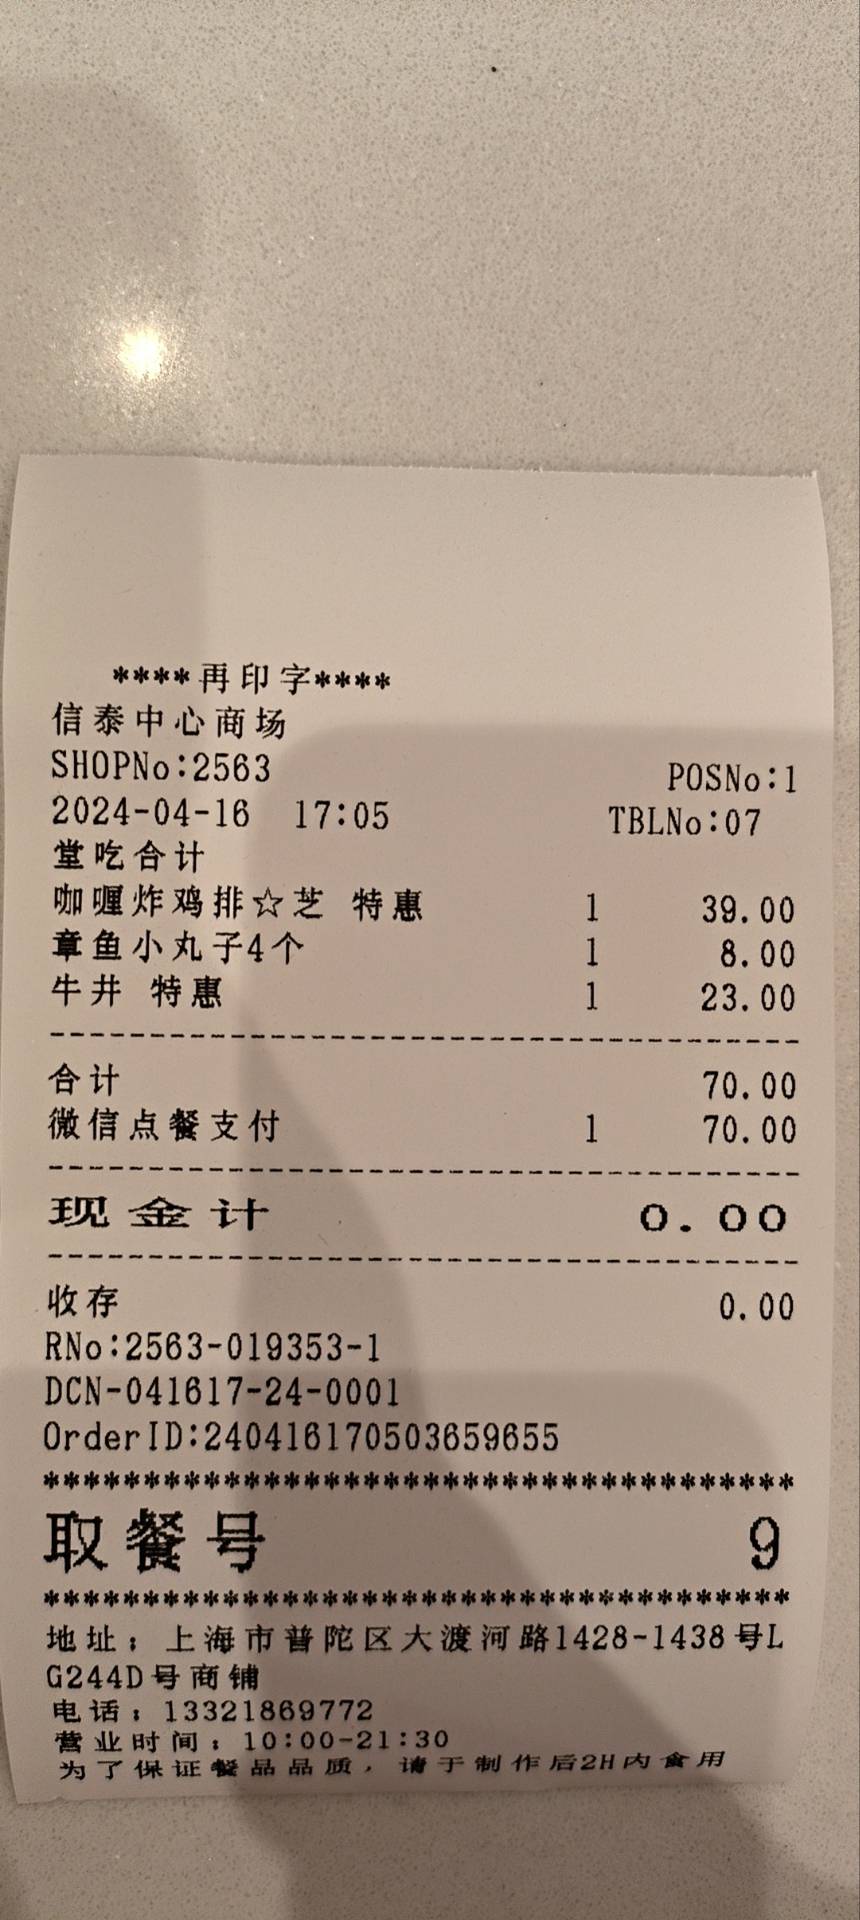 ****再印字****
信泰中心商场
SHOPNo:2563 POSNo:1
2024-04-16 17:05 TBLNo:07
堂吃合计
咖喱炸鸡排☆芝 特惠 1 39.00
章鱼小丸子4个 1 8.00
牛井 特惠 1 23.00
合计 70.00
微信点餐支付 1 70.00
现金计 0.00
收存 0.00
RNo:2563-019353-1
DCN-041617-24-0001
OrderID:240416170503659655
取餐号 9
地址：上海市普陀区大渡河路1428-1438号L
G244D号商铺
电话：13321869772
营业时间：10:00-21:30
为了保证餐品品质，请于制作后2H内食用